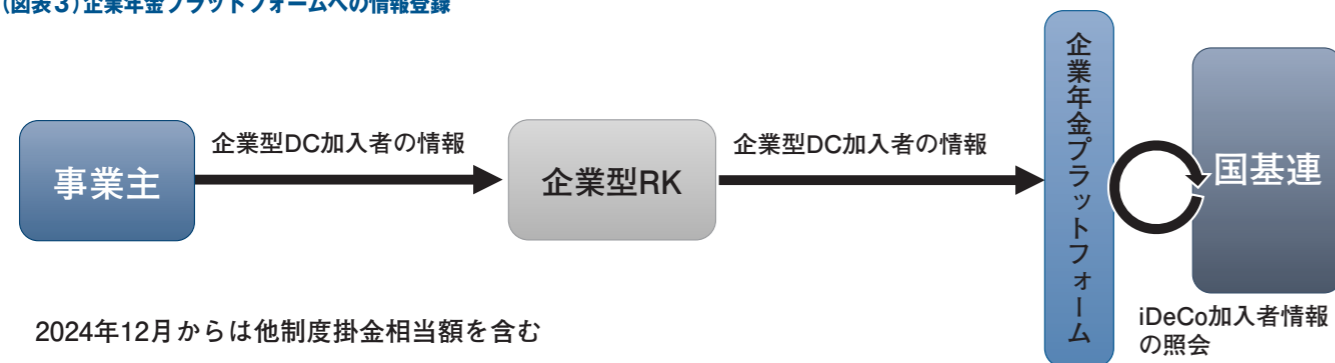 （図表３）企業年金プラットフォームへの情報登録
事業主
企業型DC加入者の情報
企業型RK
企業型DC加入者の情報
企業年金プラットフォーム
国基連
iDeCo加入者情報
の照会
2024年12月からは他制度掛金相当額を含む